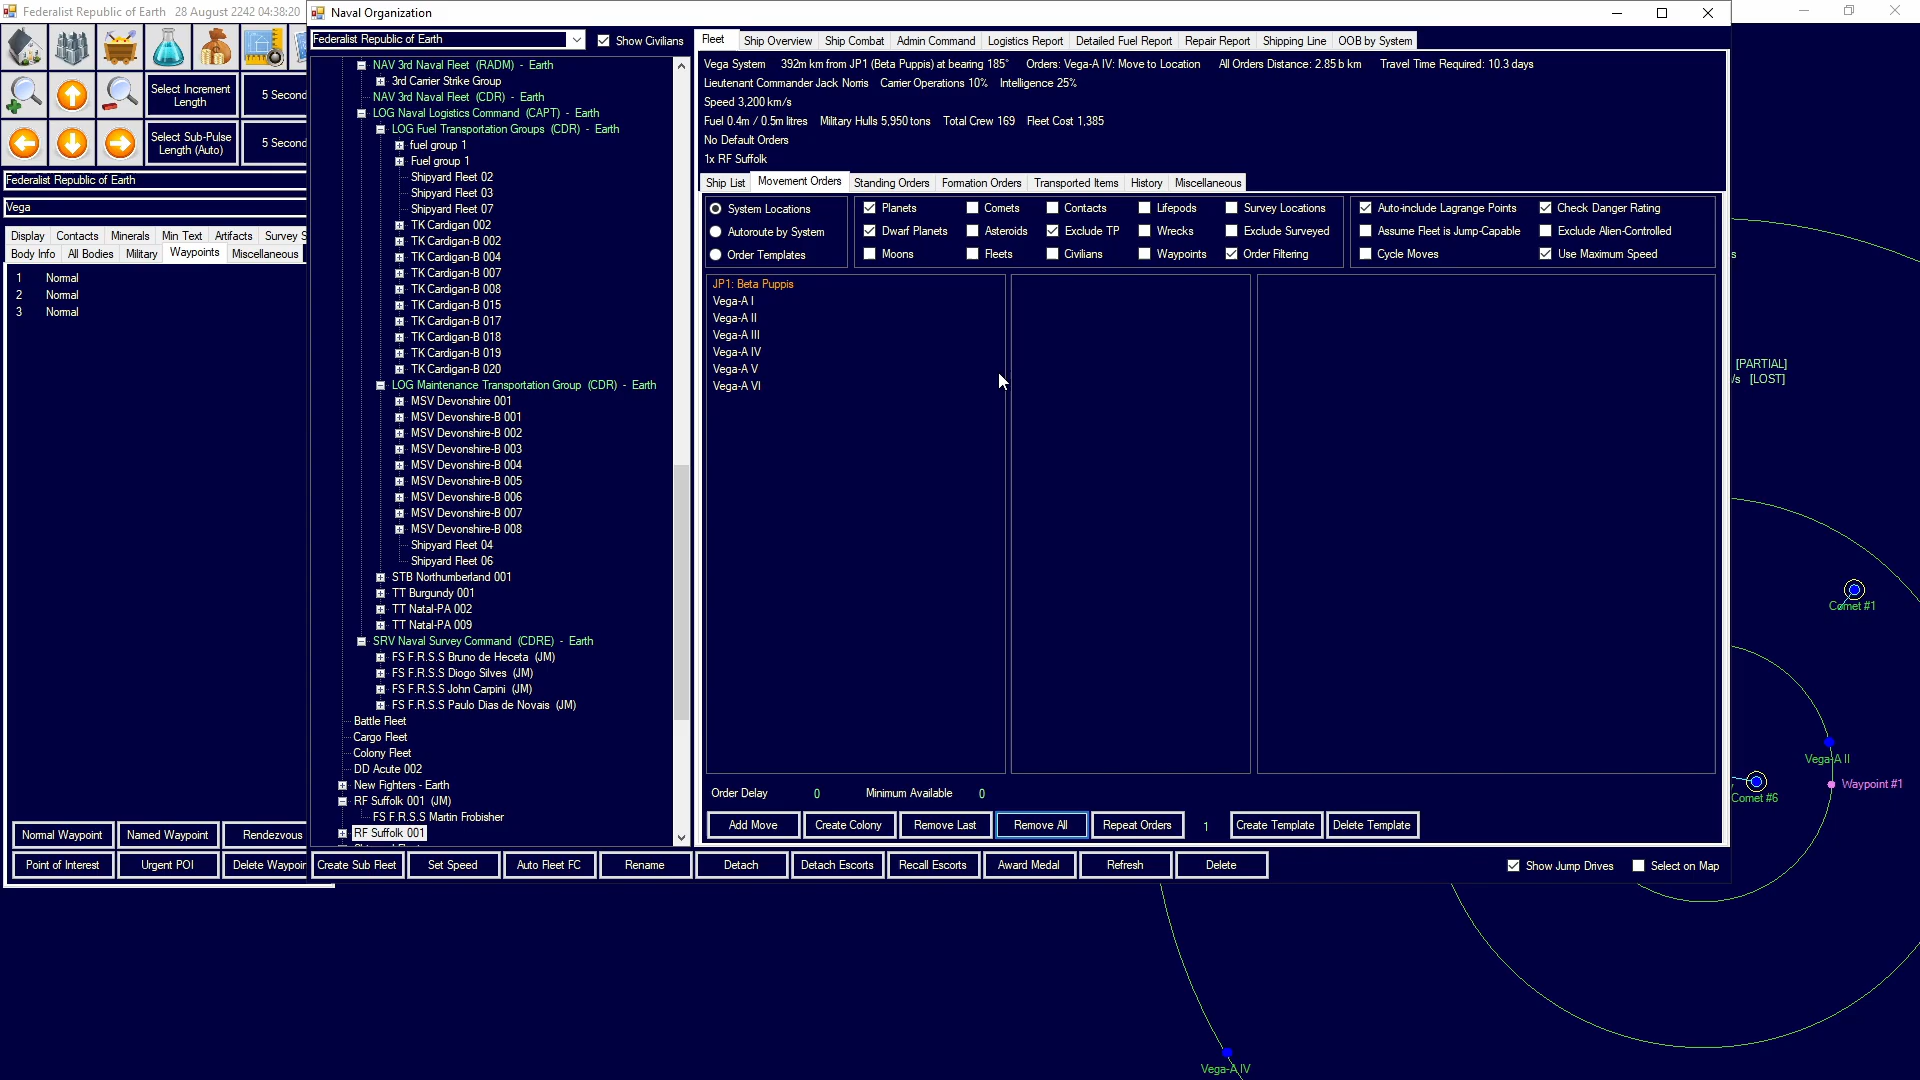 Federalist Republic of Earth   28 August 2242 04:38:20
Naval Organization
Select Increment Length
5 Second
Select Sub-Pulse Length (Auto)
5 Second
Federalist Republic of Earth
Vega
Display Contacts Minerals Min Text Artifacts Survey S
Body Info All Bodies Military Waypoints Miscellaneous
1 Normal
2 Normal
3 Normal
Normal Waypoint Named Waypoint Rendezvous
Point of Interest Urgent POI Delete Waypoin
Federalist Republic of Earth
Show Civilians
NAV 3rd Naval Fleet (RADM) - Earth
3rd Carrier Strike Group
NAV 3rd Naval Fleet (CDR) - Earth
LOG Naval Logistics Command (CAPT) - Earth
LOG Fuel Transportation Groups (CDR) - Earth
fuel group 1
Fuel group 1
Shipyard Fleet 02
Shipyard Fleet 03
Shipyard Fleet 07
TK Cardigan 002
TK Cardigan-B 002
TK Cardigan-B 004
TK Cardigan-B 007
TK Cardigan-B 008
TK Cardigan-B 015
TK Cardigan-B 017
TK Cardigan-B 018
TK Cardigan-B 019
TK Cardigan-B 020
LOG Maintenance Transportation Group (CDR) - Earth
MSV Devonshire 001
MSV Devonshire-B 001
MSV Devonshire-B 002
MSV Devonshire-B 003
MSV Devonshire-B 004
MSV Devonshire-B 005
MSV Devonshire-B 006
MSV Devonshire-B 007
MSV Devonshire-B 008
Shipyard Fleet 04
Shipyard Fleet 06
STB Northumberland 001
TT Burgundy 001
TT Natal-PA 002
TT Natal-PA 009
SRV Naval Survey Command (CDRE) - Earth
FS F.R.S.S Bruno de Heceta (JM)
FS F.R.S.S Diogo Silves (JM)
FS F.R.S.S John Carpini (JM)
FS F.R.S.S Paulo Dias de Novais (JM)
Battle Fleet
Cargo Fleet
Colony Fleet
DD Acute 002
New Fighters - Earth
RF Suffolk 001 (JM)
FS F.R.S.S Martin Frobisher
RF Suffolk 001
Fleet Ship Overview Ship Combat Admin Command Logistics Report Detailed Fuel Report Repair Report Shipping Line OOB by System
Vega System 392m km from JP1 (Beta Puppis) at bearing 185° Orders: Vega-A IV: Move to Location All Orders Distance: 2.85 b km Travel Time Required: 10.3 days
Lieutenant Commander Jack Norris Carrier Operations 10% Intelligence 25%
Speed 3,200 km/s
Fuel 0.4m / 0.5m litres Military Hulls 5,950 tons Total Crew 169 Fleet Cost 1,385
No Default Orders
1x RF Suffolk
Ship List Movement Orders Standing Orders Formation Orders Transported Items History Miscellaneous
System Locations Planets Comets Contacts Lifepods Survey Locations Auto-include Lagrange Points Check Danger Rating
Autoroute by System Dwarf Planets Asteroids Exclude TP Wrecks Exclude Surveyed Assume Fleet is Jump-Capable Exclude Alien-Controlled
Order Templates Moons Fleets Civilians Waypoints Order Filtering Cycle Moves Use Maximum Speed
JP1: Beta Puppis
Vega-A I
Vega-A II
Vega-A III
Vega-A IV
Vega-A V
Vega-A VI
Order Delay 0 Minimum Available 0
Add Move Create Colony Remove Last Remove All Repeat Orders 1 Create Template Delete Template
Create Sub Fleet Set Speed Auto Fleet FC Rename Detach Detach Escorts Recall Escorts Award Medal Refresh Delete Show Jump Drives Select on Map
s
[PARTIAL]
/s [LOST]
Comet #1
Vega-A II
Waypoint #1
Comet #6
Vega-A IV